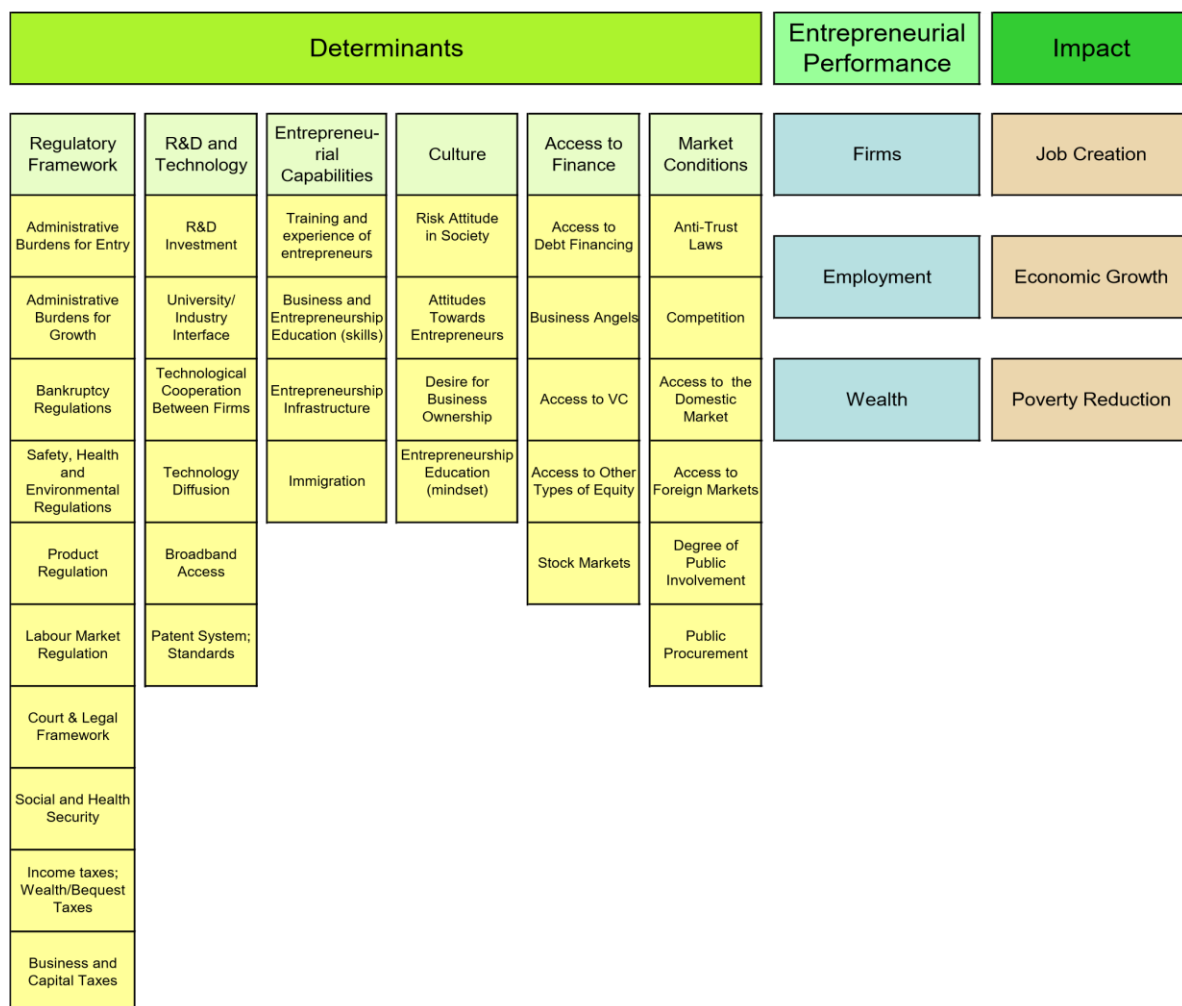 Determinants
Entrepreneurial
Performance
Impact
Regulatory
Framework
Administrative
Burdens for Entry
Administrative
Burdens for
Growth
Bankruptcy
Regulations
Safety, Health
and
Environmental
Regulations
Product
Regulation
Labour Market
Regulation
Court & Legal
Framework
Social and Health
Security
Income taxes;
Wealth/Bequest
Taxes
Business and
Capital Taxes
R&D and
Technology
R&D
Investment
University/
Industry
Interface
Technological
Cooperation
Between Firms
Technology
Diffusion
Broadband
Access
Patent System;
Standards
Entrepreneu-
rial
Capabilities
Training and
experience of
entrepreneurs
Business and
Entrepreneurship
Education (skills)
Entrepreneurship
Infrastructure
Immigration
Culture
Risk Attitude
in Society
Attitudes
Towards
Entrepreneurs
Desire for
Business
Ownership
Entrepreneurship
Education
(mindset)
Access to
Finance
Access to
Debt Financing
Business Angels
Access to VC
Access to Other
Types of Equity
Stock Markets
Market
Conditions
Anti-Trust
Laws
Competition
Access to  the
Domestic
Market
Access to
Foreign Markets
Degree of
Public
Involvement
Public
Procurement
Firms
Employment
Wealth
Job Creation
Economic Growth
Poverty Reduction